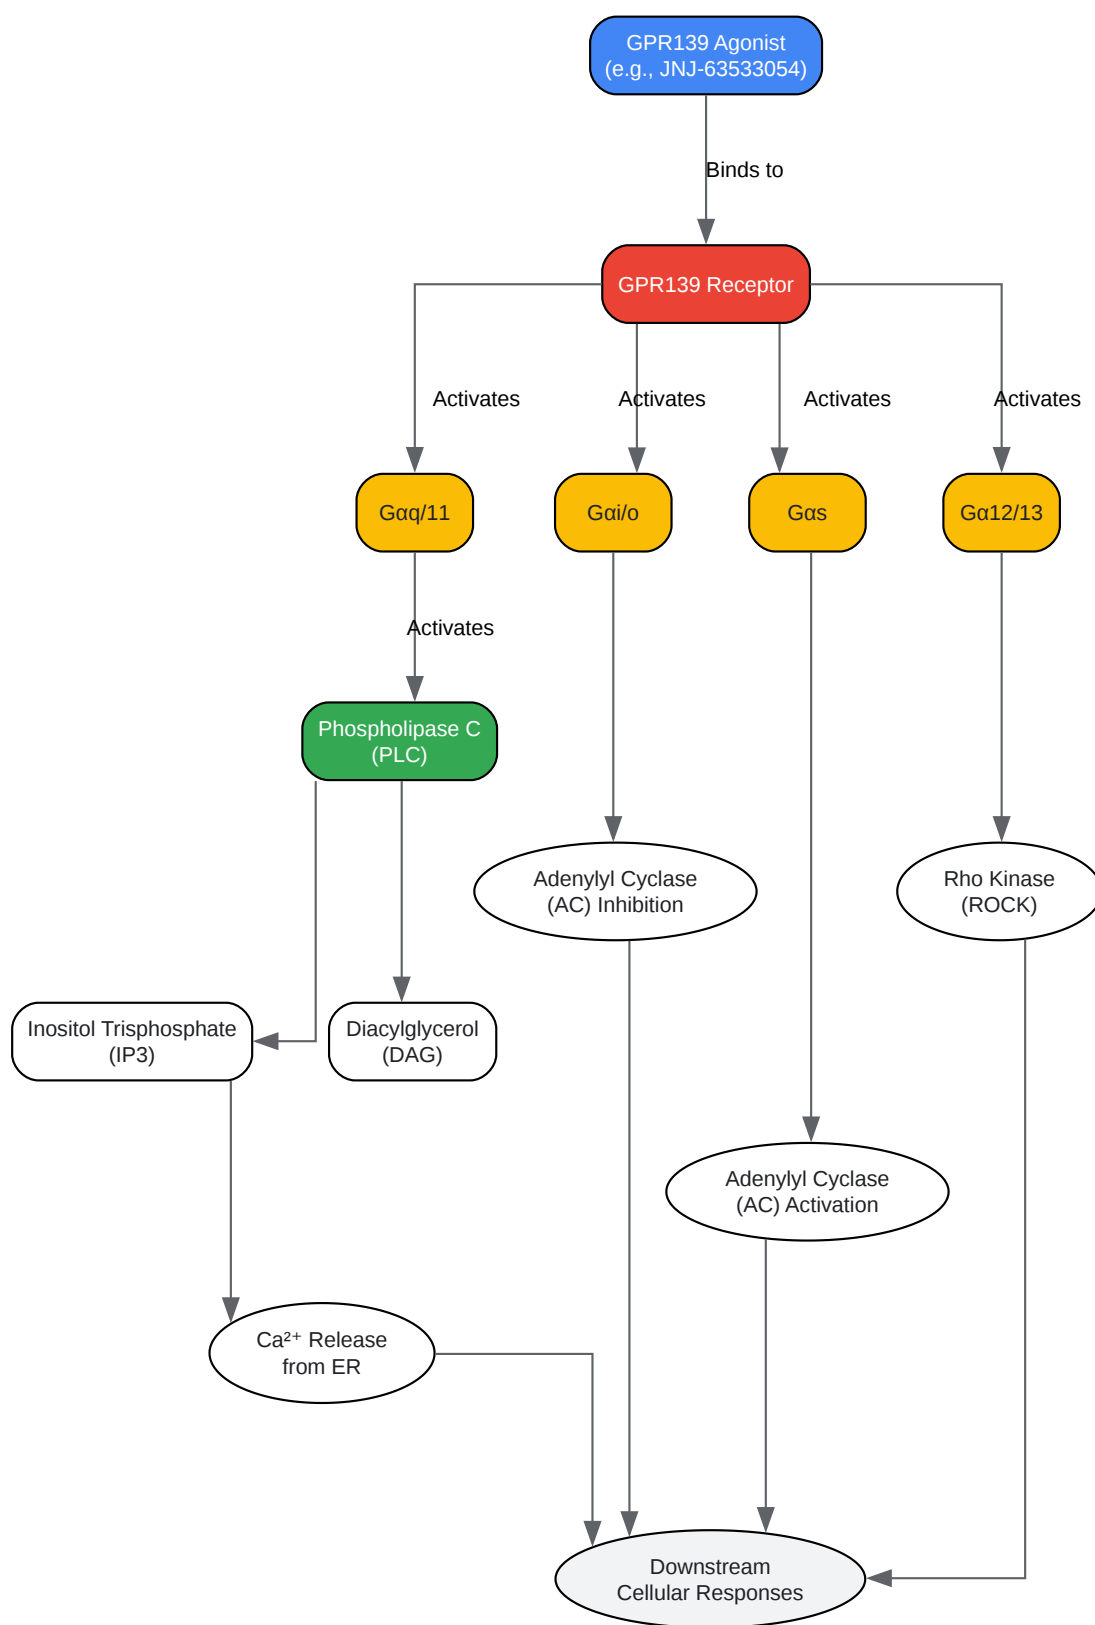 GPR139 Agonist
(e.g., JNJ-63533054)
Binds to
GPR139 Receptor
Activates
Activates
Activates
Activates
Gαq/11
Gαi/o
Gαs
Gα12/13
Activates
Phospholipase C
(PLC)
Adenylyl Cyclase
(AC) Inhibition
Rho Kinase
(ROCK)
Inositol Trisphosphate
(IP3)
Diacylglycerol
(DAG)
Adenylyl Cyclase
(AC) Activation
Ca²⁺ Release
from ER
Downstream
Cellular Responses